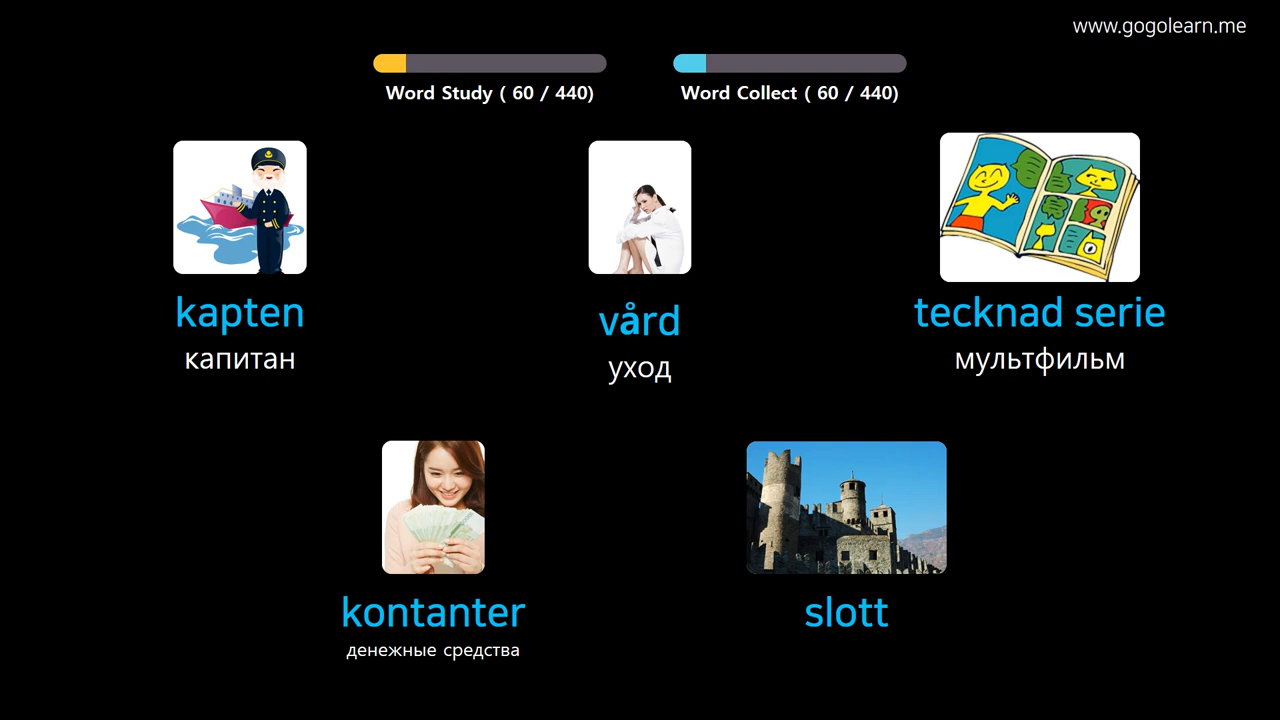 www.gogolearn.me
Word Study ( 60 / 440)
Word Collect ( 60 / 440)
kapten
капитан
vård
уход
tecknad serie
мультфильм
kontanter
денежные средства
slott